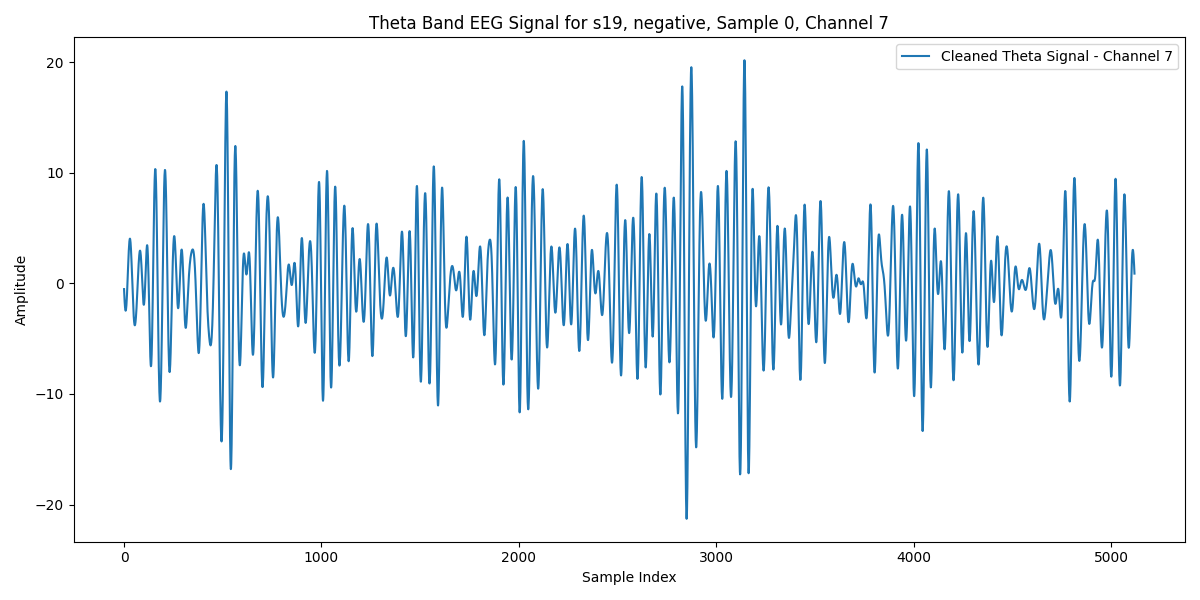 Theta Band EEG Signal for s19, negative, Sample 0, Channel 7
Cleaned Theta Signal - Channel 7
20
10
0
−10
−20
Amplitude
0 1000 2000 3000 4000 5000
Sample Index